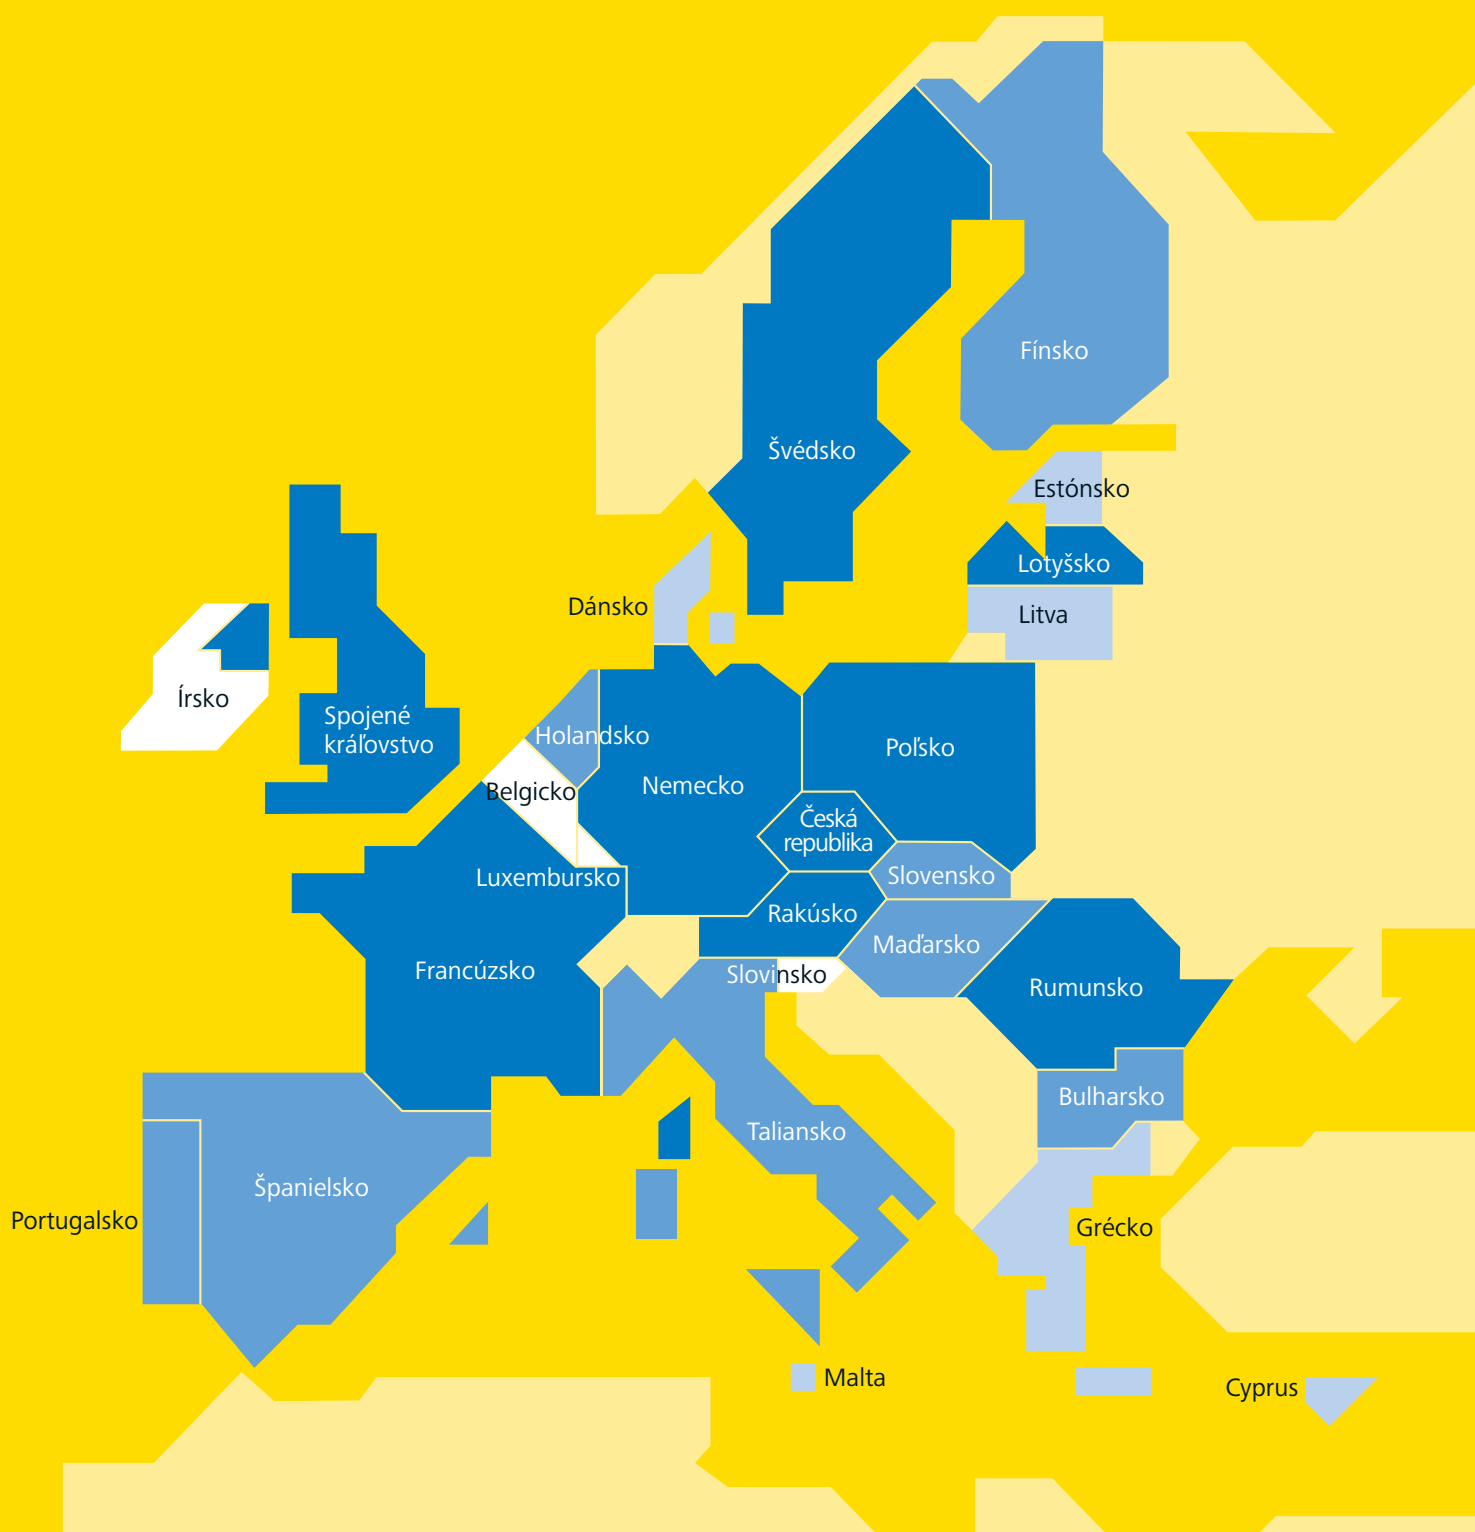 Fínsko
Švédsko
Estónsko
Lotyšsko
Dánsko
Litva
Írsko
Spojené
kráľovstvo
Holandsko
Poľsko
Nemecko
Belgicko
Česká
republika
Luxembursko
Slovensko
Rakúsko
Maďarsko
Francúzsko
Slovinsko
Rumunsko
Bulharsko
Taliansko
Španielsko
Portugalsko
Grécko
Malta
Cyprus